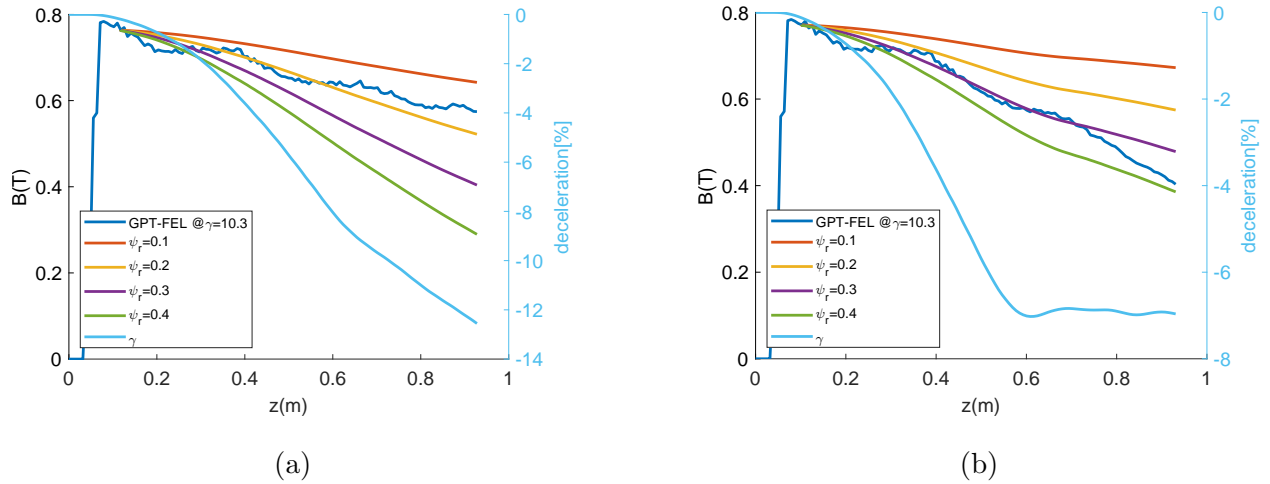 0.8
0.6
0.4
0.2
0
B(T)
0
0.2
0.4
0.6
0.8
1
z(m)
0
-2
-4
-6
-8
-10
-12
-14
deceleration[%]
GPT-FEL @γ=10.3
ψr=0.1
ψr=0.2
ψr=0.3
ψr=0.4
γ
(a)
0.8
0.6
0.4
0.2
0
B(T)
0
0.2
0.4
0.6
0.8
1
z(m)
0
-2
-4
-6
-8
deceleration[%]
GPT-FEL @γ=10.3
ψr=0.1
ψr=0.2
ψr=0.3
ψr=0.4
γ
(b)